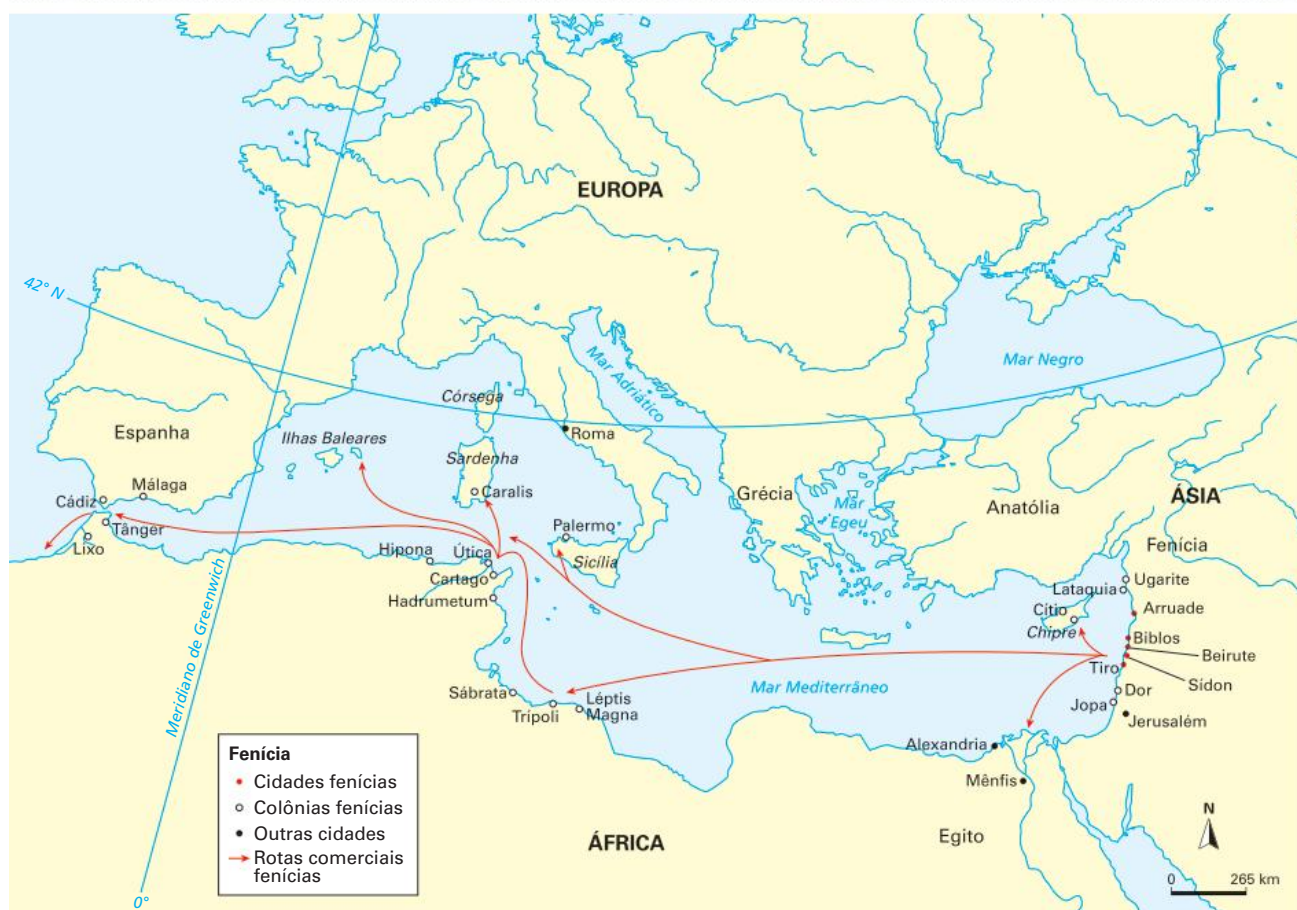 EUROPA
42° N
Mar Negro
Mar Adriático
Córsega
Roma
Espanha
Ilhas Baleares
Sardenha
Caralis
Grécia
Mar
Egeu
Anatólia
ÁSIA
Málaga
Cádiz
Tânger
Lixo
Palermo
Sicília
Hipona
Útica
Cartago
Hadrumetum
Fenícia
Ugarite
Lataquia
Arruade
Cítio
Chipre
Biblos
Beirute
Tiro
Sídon
Dor
Jopa
Jerusalém
Mar Mediterrâneo
Sábrata
Trípoli
Léptis
Magna
Alexandria
Mênfis
Egito
ÁFRICA
Meridiano de Greenwich
0°
Fenícia
Cidades fenícias
Colônias fenícias
Outras cidades
Rotas comerciais
fenícias
N
0 265 km